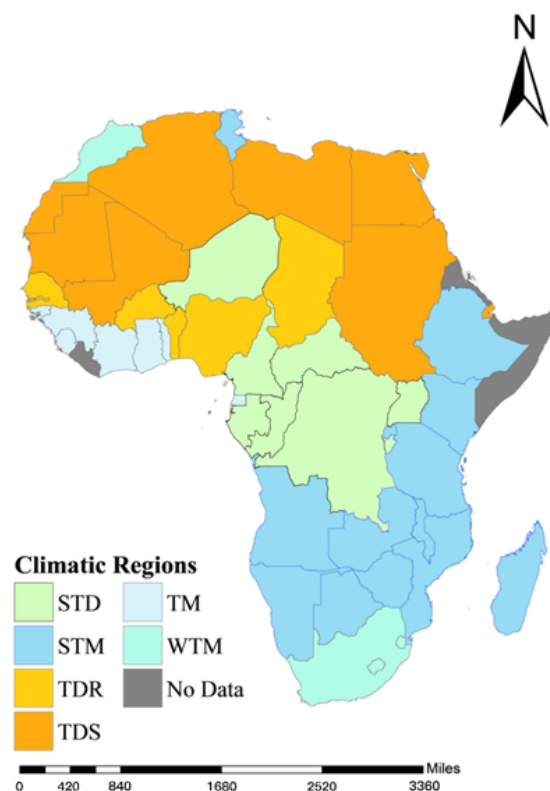 N
Climatic Regions
STD TM
STM WTM
TDR No Data
TDS
Miles
0 420 840 1680 2520 3360